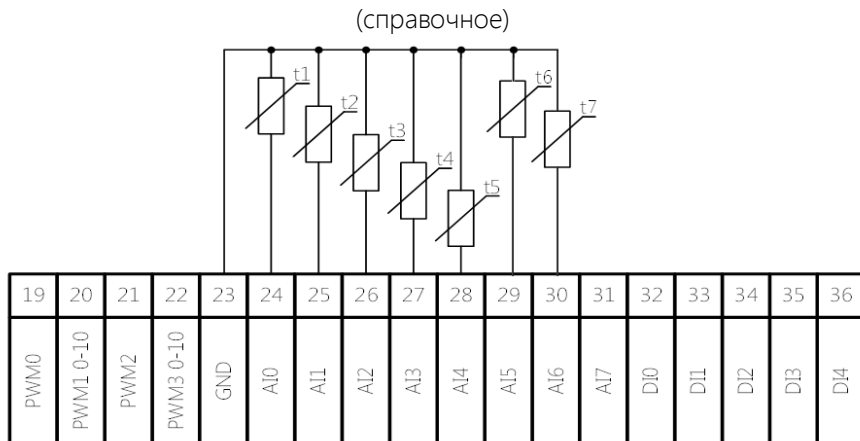 (справочное)
t1
t2
t3
t4
t5
t6
t7
19 20 21 22 23 24 25 26 27 28 29 30 31 32 33 34 35 36
PWM0 PWM1 0-10 PWM2 PWM3 0-10 GND AI0 AI1 AI2 AI3 AI4 AI5 AI6 AI7 DI0 DI1 DI2 DI3 DI4